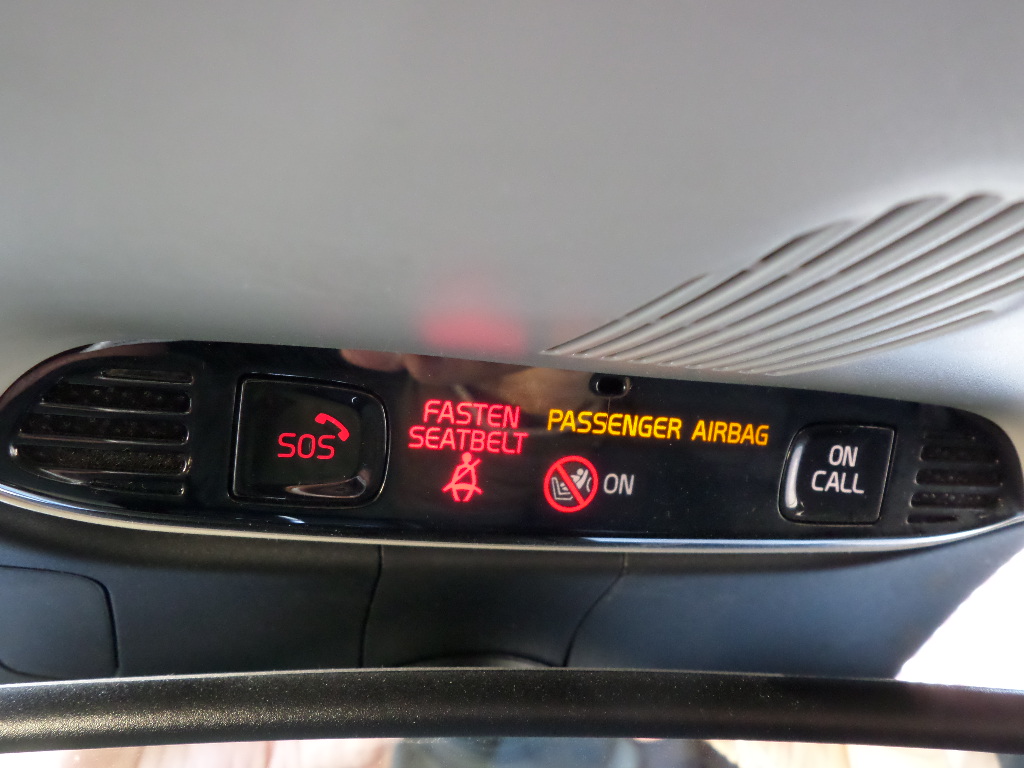 SOS
FASTEN
SEATBELT
PASSENGER AIRBAG
ON
ON
CALL